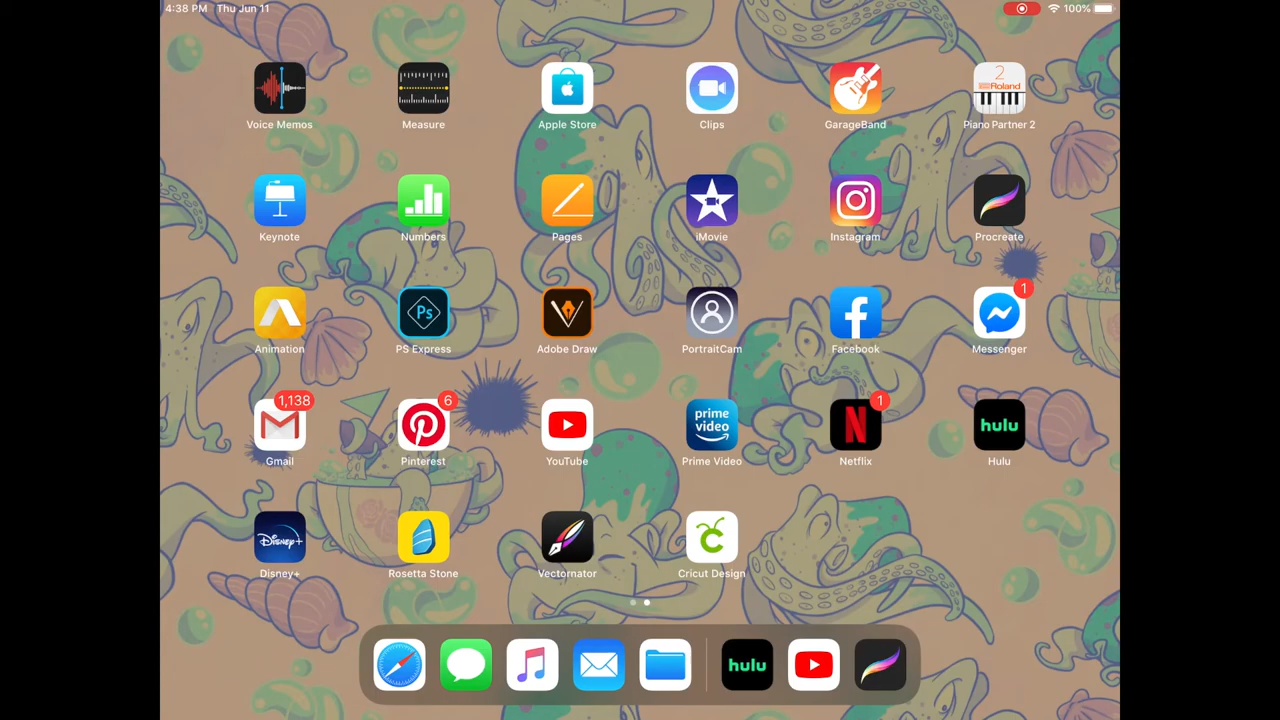 4:38 PM Thu Jun 11
100%
2
Roland
Voice Memos Measure Apple Store Clips GarageBand Piano Partner 2
Keynote Numbers Pages iMovie Instagram Procreate
Ps
1
Animation PS Express Adobe Draw PortraitCam Facebook Messenger
1,138 6 1
prime video
hulu
Gmail Pinterest YouTube Prime Video Netflix Hulu
Disney+
Disney+ Rosetta Stone Vectornator Cricut Design
hulu